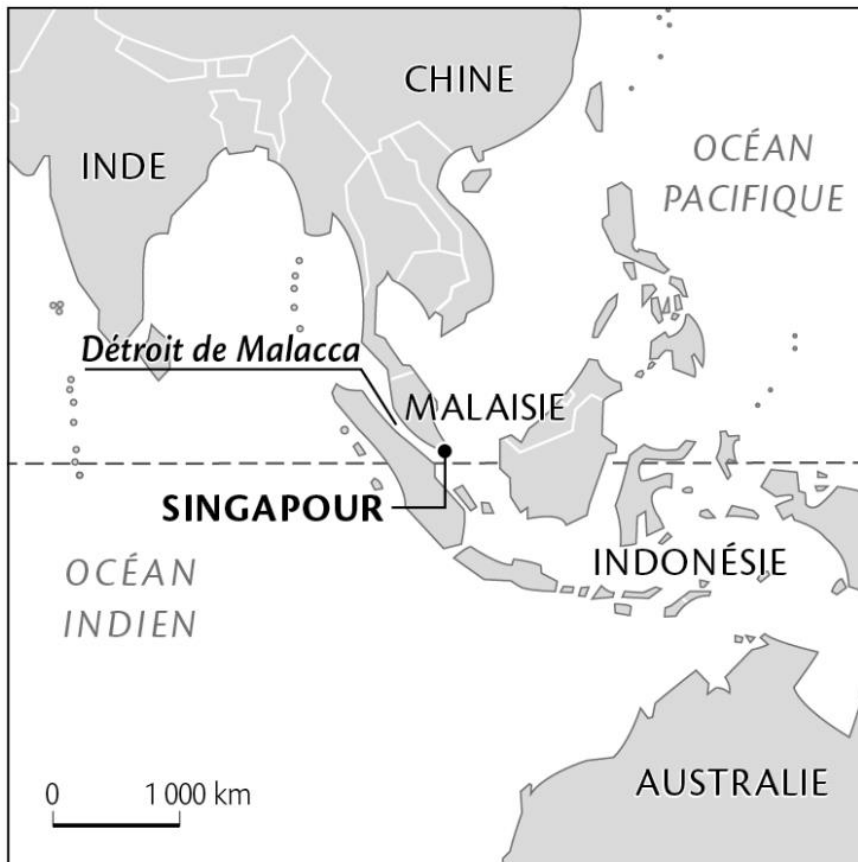 CHINE
INDE
OCÉAN
PACIFIQUE
Détroit de Malacca
MALAISIE
SINGAPOUR
OCÉAN
INDIEN
INDONÉSIE
AUSTRALIE
0 1 000 km